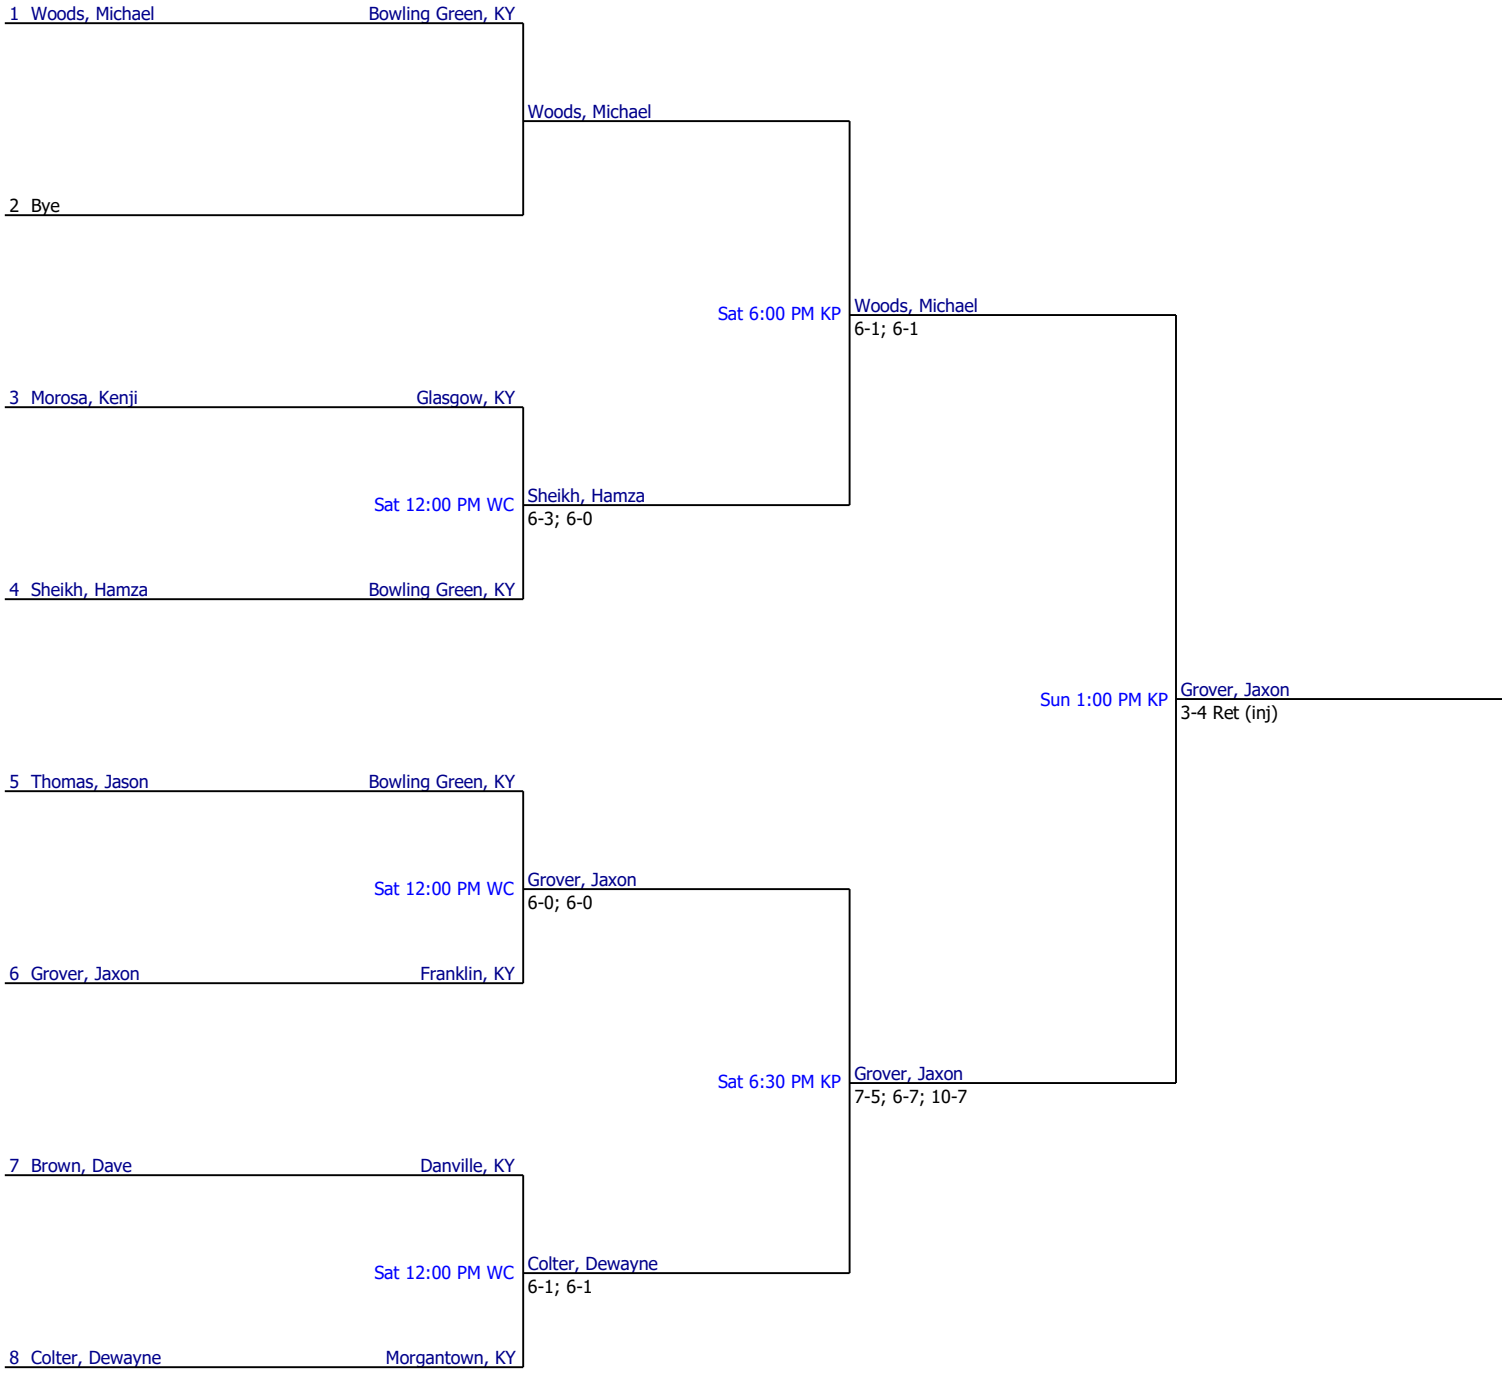 1 Woods, Michael Bowling Green, KY
Woods, Michael
2 Bye
Sat 6:00 PM KP Woods, Michael
6-1; 6-1
3 Morosa, Kenji Glasgow, KY
Sat 12:00 PM WC Sheikh, Hamza
6-3; 6-0
4 Sheikh, Hamza Bowling Green, KY
Sun 1:00 PM KP Grover, Jaxon
3-4 Ret (inj)
5 Thomas, Jason Bowling Green, KY
Sat 12:00 PM WC Grover, Jaxon
6-0; 6-0
6 Grover, Jaxon Franklin, KY
Sat 6:30 PM KP Grover, Jaxon
7-5; 6-7; 10-7
7 Brown, Dave Danville, KY
Sat 12:00 PM WC Colter, Dewayne
6-1; 6-1
8 Colter, Dewayne Morgantown, KY